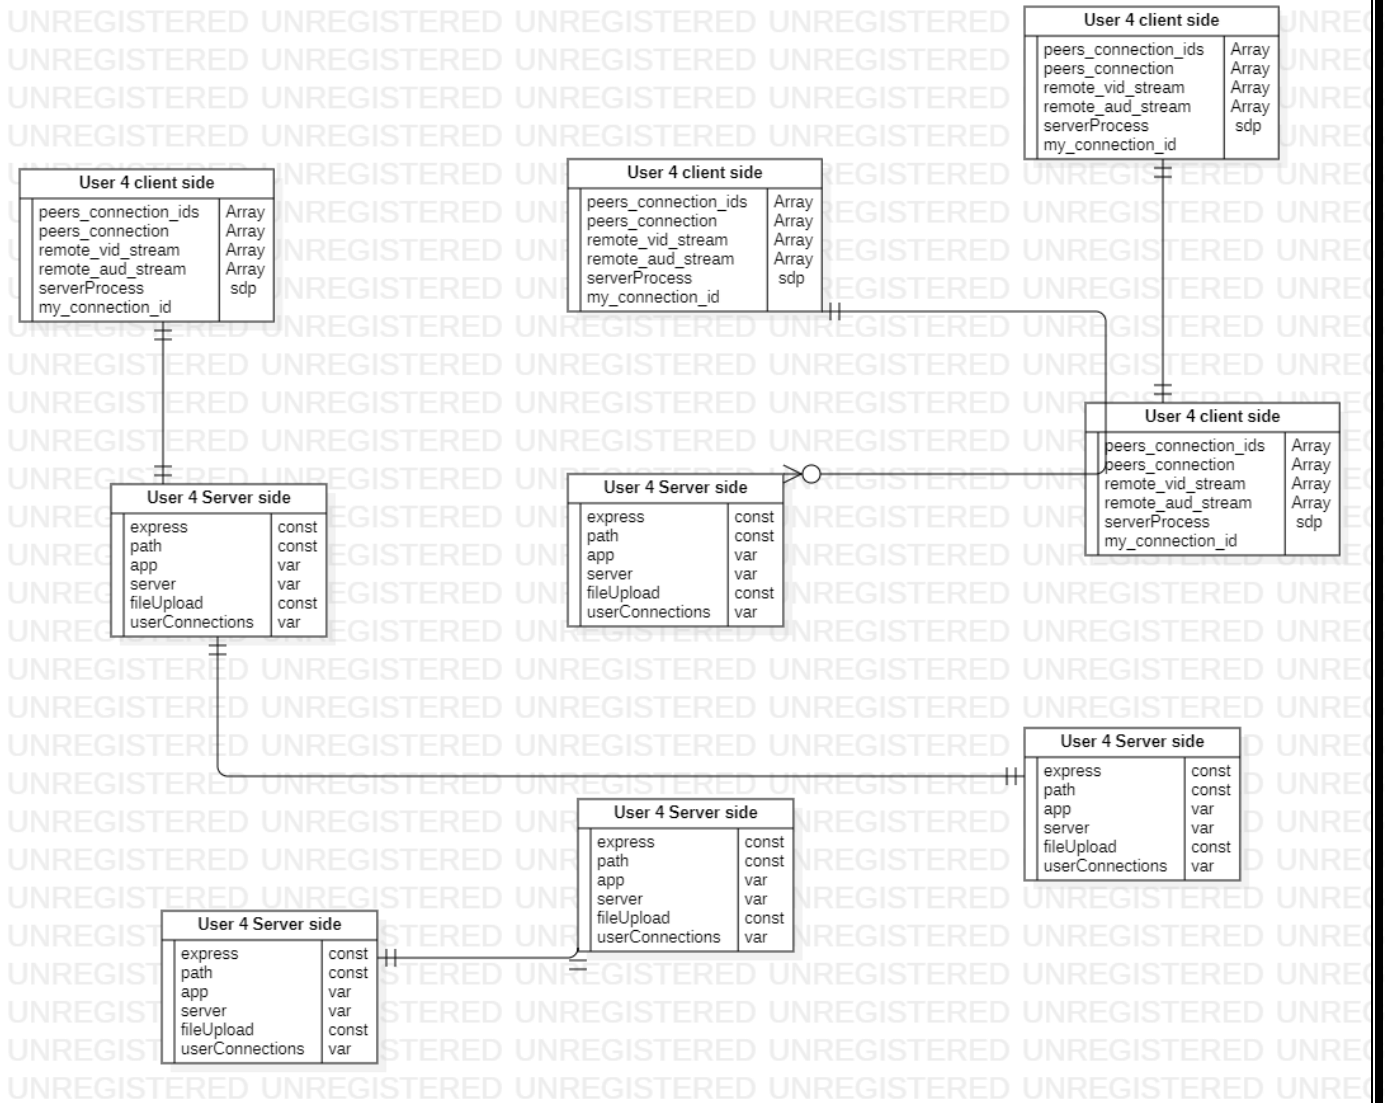 User 4 client side
peers_connection_ids Array
peers_connection Array
remote_vid_stream Array
remote_aud_stream Array
serverProcess sdp
my_connection_id
User 4 client side
peers_connection_ids Array
peers_connection Array
remote_vid_stream Array
remote_aud_stream Array
serverProcess sdp
my_connection_id
User 4 client side
peers_connection_ids Array
peers_connection Array
remote_vid_stream Array
remote_aud_stream Array
serverProcess sdp
my_connection_id
User 4 client side
peers_connection_ids Array
peers_connection Array
remote_vid_stream Array
remote_aud_stream Array
serverProcess sdp
my_connection_id
User 4 Server side
express const
path const
app var
server var
fileUpload const
userConnections var
User 4 Server side
express const
path const
app var
server var
fileUpload const
userConnections var
User 4 Server side
express const
path const
app var
server var
fileUpload const
userConnections var
User 4 Server side
express const
path const
app var
server var
fileUpload const
userConnections var
User 4 Server side
express const
path const
app var
server var
fileUpload const
userConnections var
UNREGISTERED UNREGISTERED UNREGISTERED UNREGISTERED